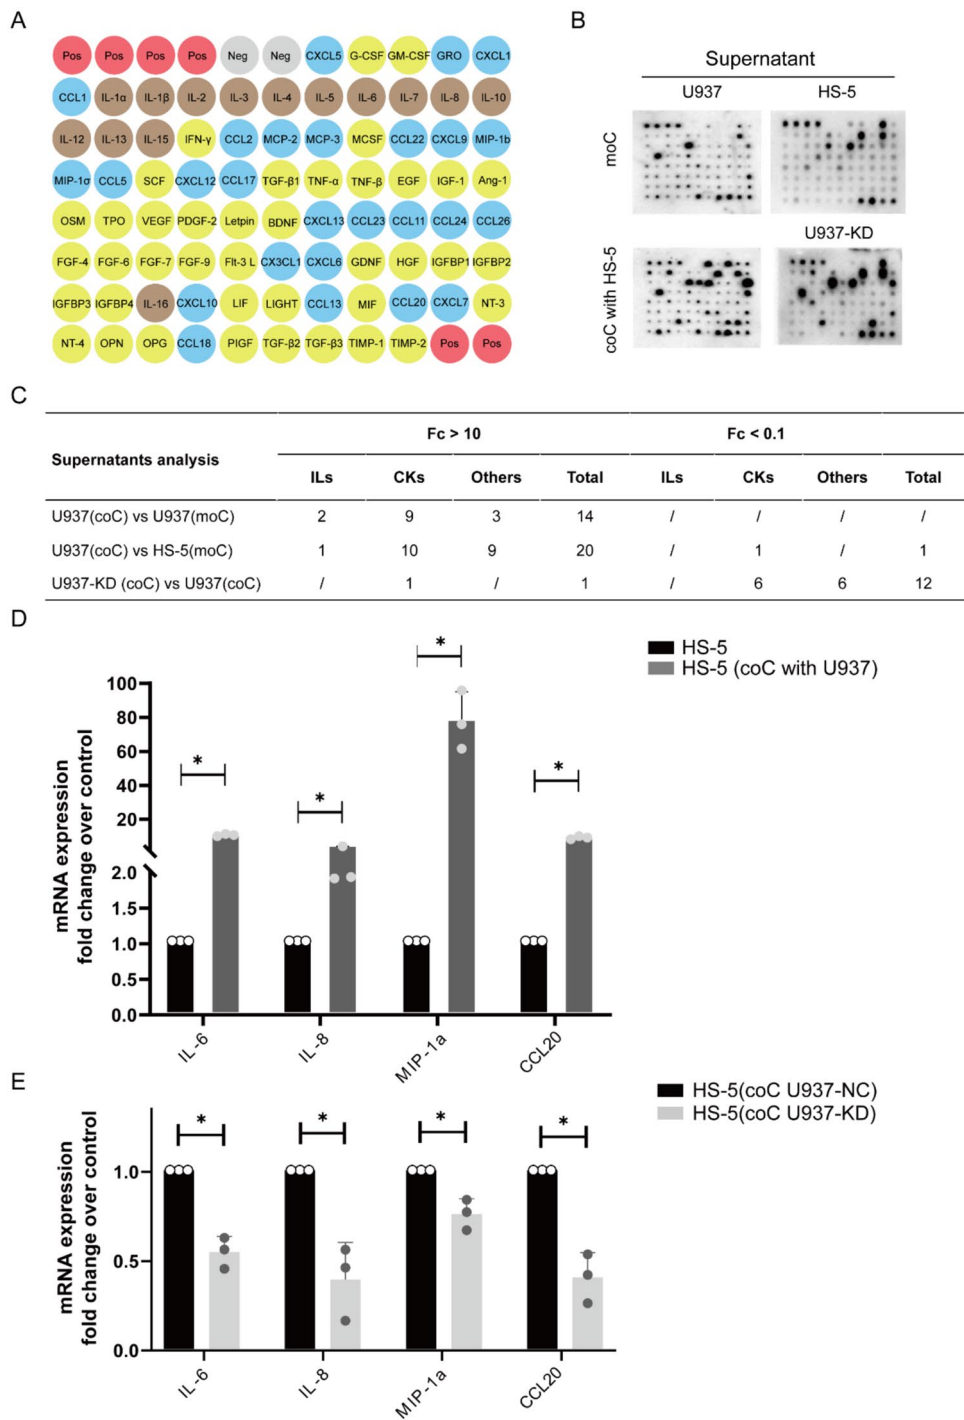 A
Pos Pos Pos Pos Neg Neg CXCL5 G-CSF GM-CSF GRO CXCL1
CCL1 IL-1α IL-1β IL-2 IL-3 IL-4 IL-5 IL-6 IL-7 IL-8 IL-10
IL-12 IL-13 IL-15 IFN-γ CCL2 MCP-2 MCP-3 MCSF CCL22 CXCL9 MIP-1b
MIP-1σ CCL5 SCF CXCL12 CCL17 TGF-β1 TNF-α TNF-β EGF IGF-1 Ang-1
OSM TPO VEGF PDGF-2 Letpin BDNF CXCL13 CCL23 CCL11 CCL24 CCL26
FGF-4 FGF-6 FGF-7 FGF-9 Flt-3 L CX3CL1 CXCL6 GDNF HGF IGFBP1 IGFBP2
IGFBP3 IGFBP4 IL-16 CXCL10 LIF LIGHT CCL13 MIF CCL20 CXCL7 NT-3
NT-4 OPN OPG CCL18 PIGF TGF-β2 TGF-β3 TIMP-1 TIMP-2 Pos Pos
B
Supernatant
U937 HS-5
moC
U937-KD
coC with HS-5
C
Supernatants analysis
Fc > 10 Fc < 0.1
ILs CKs Others Total ILs CKs Others Total
U937(coC) vs U937(moC) 2 9 3 14 / / / /
U937(coC) vs HS-5(moC) 1 10 9 20 / 1 / 1
U937-KD (coC) vs U937(coC) / 1 / 1 / 6 6 12
D
HS-5
HS-5 (coC with U937)
mRNA expression
fold change over control
100
80
60
40
20
2.0
1.5
1.0
0.5
0.0
* * * *
IL-6 IL-8 MIP-1a CCL20
E
HS-5(coC U937-NC)
HS-5(coC U937-KD)
mRNA expression
fold change over control
1.0
0.5
0.0
* * * *
IL-6 IL-8 MIP-1a CCL20